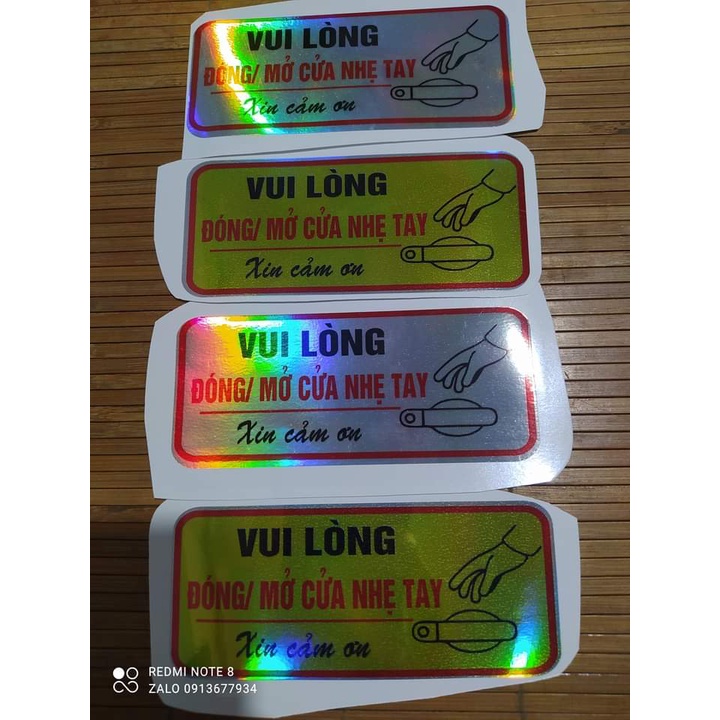 VUI LÒNG
ĐÓNG/ MỞ CỬA NHẸ TAY
Xin cảm ơn
VUI LÒNG
ĐÓNG/ MỞ CỬA NHẸ TAY
Xin cảm ơn
VUI LÒNG
ĐÓNG/ MỞ CỬA NHẸ TAY
Xin cảm ơn
VUI LÒNG
ĐÓNG/ MỞ CỬA NHẸ TAY
Xin cảm ơn
REDMI NOTE 8
ZALO 0913677934